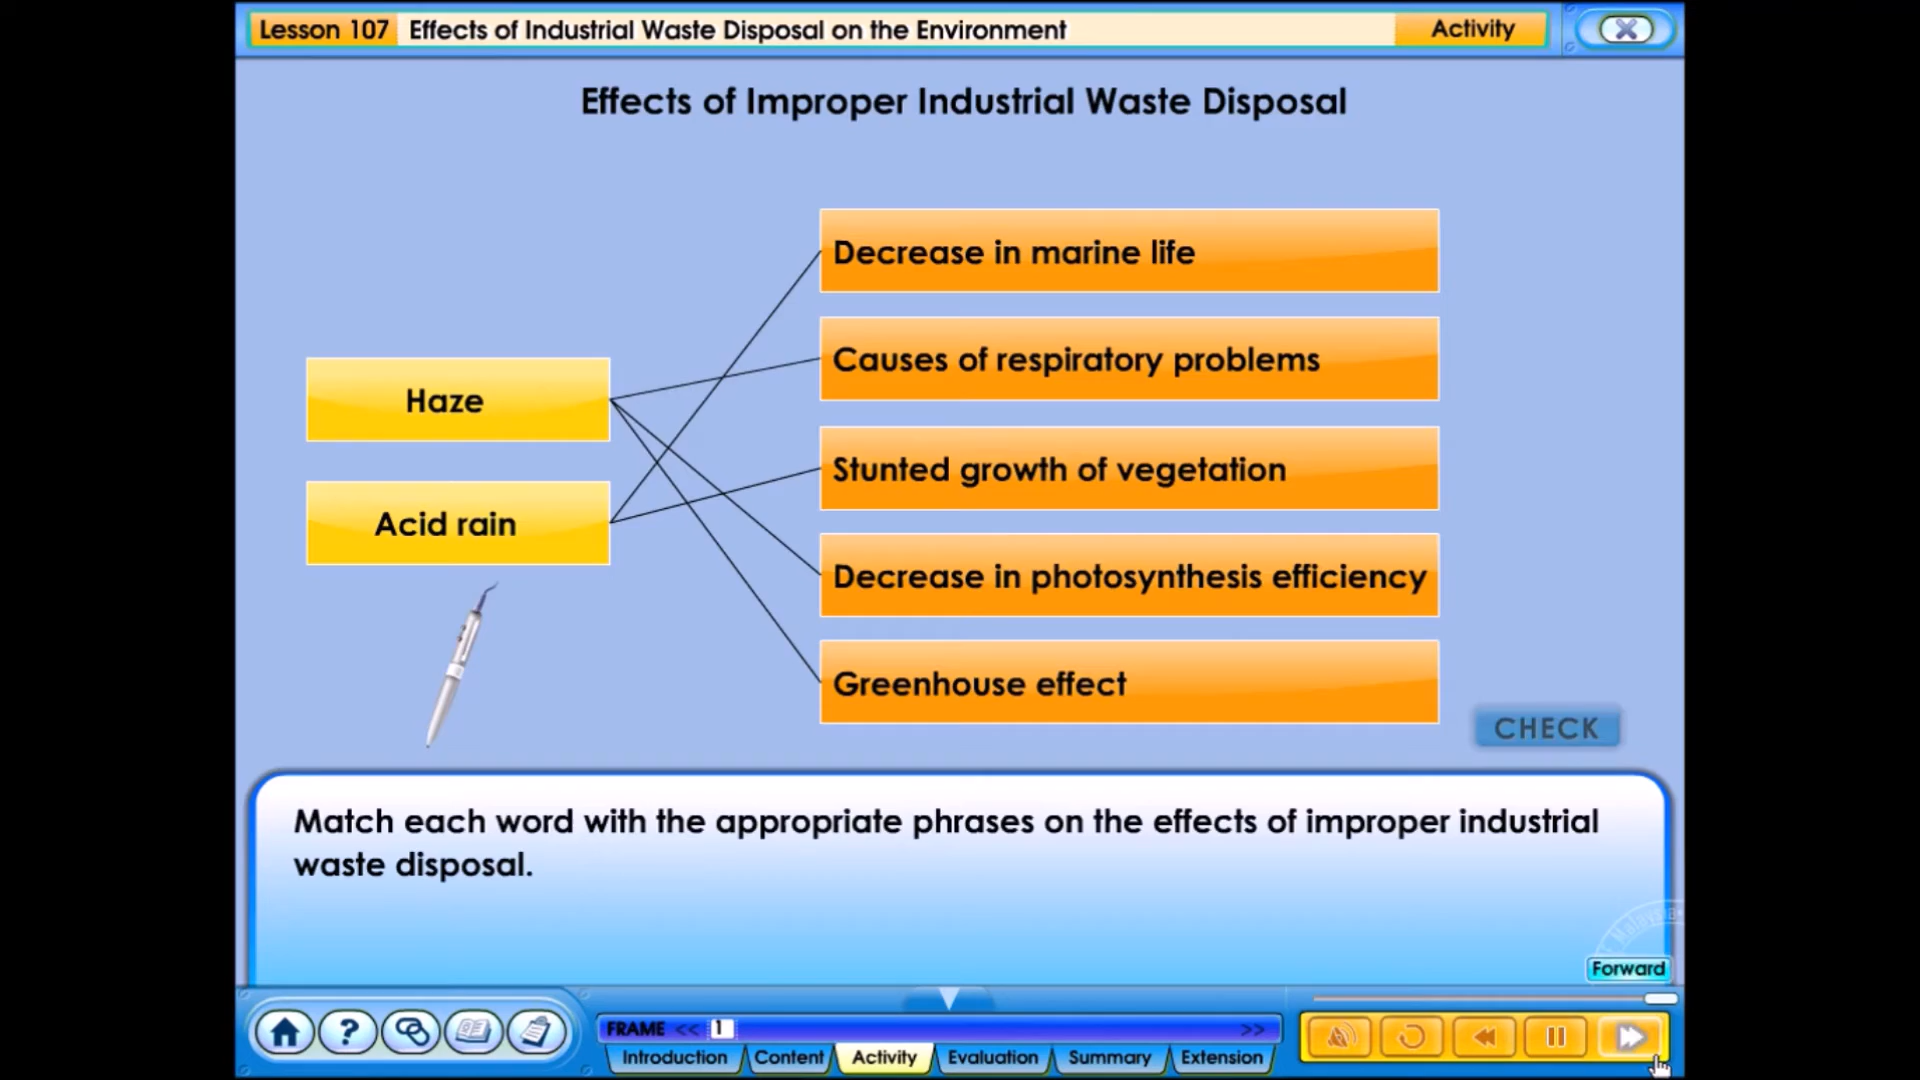 Lesson 107 Effects of Industrial Waste Disposal on the Environment Activity
Effects of Improper Industrial Waste Disposal
Decrease in marine life
Causes of respiratory problems
Haze
Stunted growth of vegetation
Acid rain
Decrease in photosynthesis efficiency
Greenhouse effect
CHECK
Match each word with the appropriate phrases on the effects of improper industrial
waste disposal.
Forward
FRAME << 1 >>
Introduction Content Activity Evaluation Summary Extension